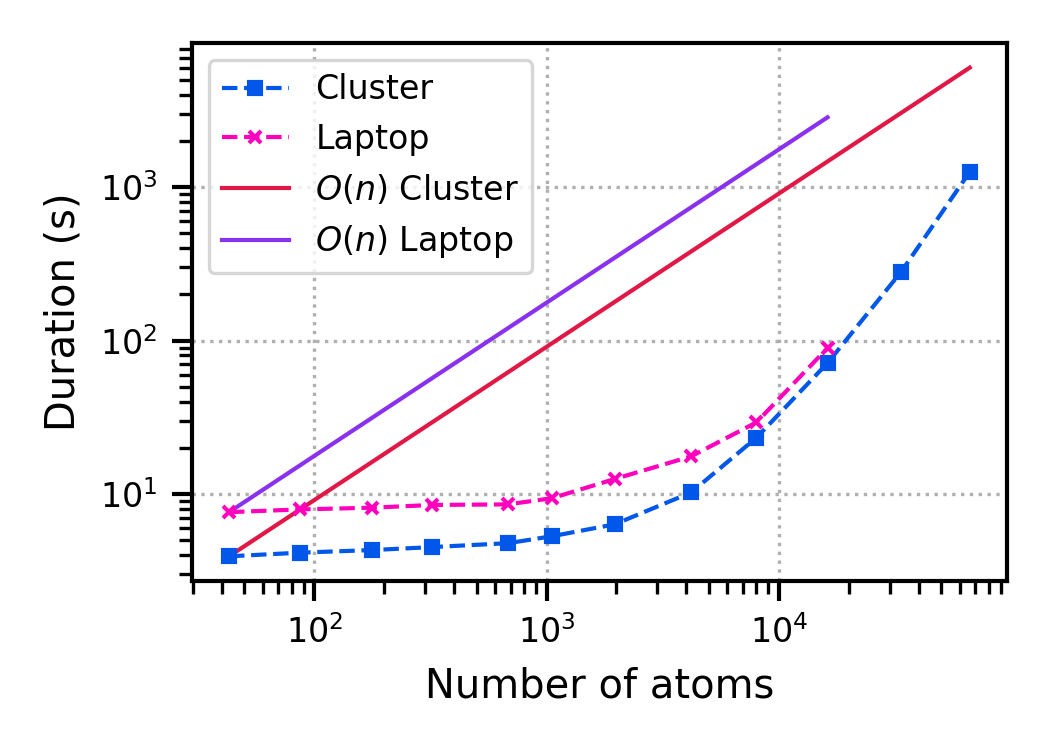 Cluster
Laptop
O(n) Cluster
O(n) Laptop
10³
10²
10¹
Duration (s)
10² 10³ 10⁴
Number of atoms